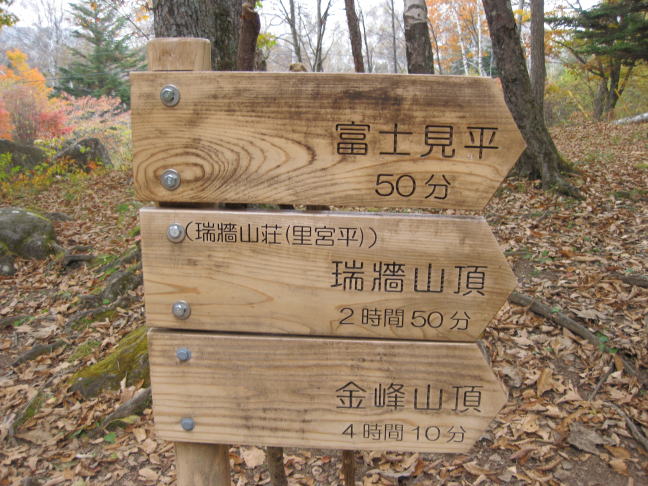 富士見平
50分
(瑞牆山荘(里宮平))
瑞牆山頂
2時間50分
金峰山頂
4時間10分